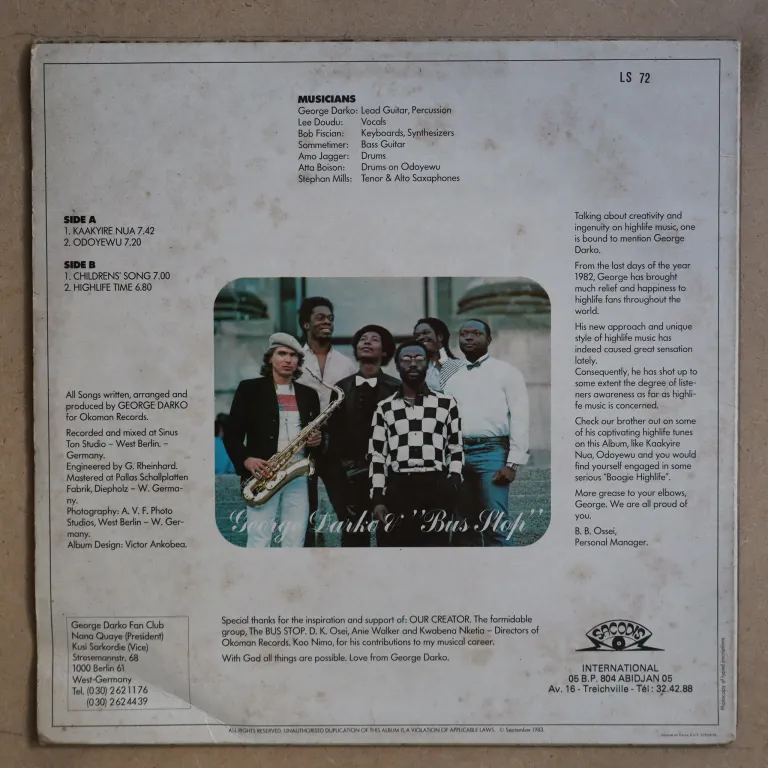 LS 72
MUSICIANS
George Darko: Lead Guitar, Percussion
Lee Doudu: Vocals
Bob Fiscian: Keyboards, Synthesizers
Sommetimer: Bass Guitar
Amo Jagger: Drums
Atta Boison: Drums on Odoyewu
Stephan Mills: Tenor & Alto Saxophones
SIDE A
1. KAAKYIRE NUA 7.42
2. ODOYEWU 7.20
SIDE B
1. CHILDRENS' SONG 7.00
2. HIGHLIFE TIME 6.80
All Songs written, arranged and
produced by GEORGE DARKO
for Okoman Records.
Recorded and mixed at Sinus
Ton Studio – West Berlin. –
Germany.
Engineered by G. Rheinhard.
Mastered at Pallas Schallplatten
Fabrik, Diepholz – W. Germa-
ny.
Photography: A. V. F. Photo
Studios, West Berlin – W. Ger-
many.
Album Design: Victor Ankobea.
Talking about creativity and
ingenuity on highlife music, one
is bound to mention George
Darko.
From the last days of the year
1982, George has brought
much relief and happiness to
highlife fans throughout the
world.
His new approach and unique
style of highlife music has
indeed caused great sensation
lately.
Consequently, he has shot up to
some extent the degree of liste-
ners awareness as far as highli-
fe music is concerned.
Check our brother out on some
of his captivating highlife tunes
on this Album, like Kaakyire
Nua, Odoyewu and you would
find yourself engaged in some
serious "Boogie Highlife".
More grease to your elbows,
George. We are all proud of
you.
B. B. Ossei,
Personal Manager.
George Darko & "Bus Stop"
George Darko Fan Club
Nana Quaye (President)
Kusi Sarkordie (Vice)
Stresemannstr. 68
1000 Berlin 61
West-Germany
Tel. (030) 2621176
(030) 2624439
Special thanks for the inspiration and support of: OUR CREATOR. The formidable
group, The BUS STOP. D. K. Osei, Anie Walker and Kwabena Nketia – Directors of
Okoman Records. Koo Nimo, for his contributions to my musical career.
With God all things are possible. Love from George Darko.
SACODIS
INTERNATIONAL
05 B.P. 804 ABIDJAN 05
Av. 16 - Treichville - Tél: 32.42.88
ALL RIGHTS RESERVED. UNAUTHORISED DUPLICATION OF THIS ALBUM IS A VIOLATION OF APPLICABLE LAWS. © September 1983.